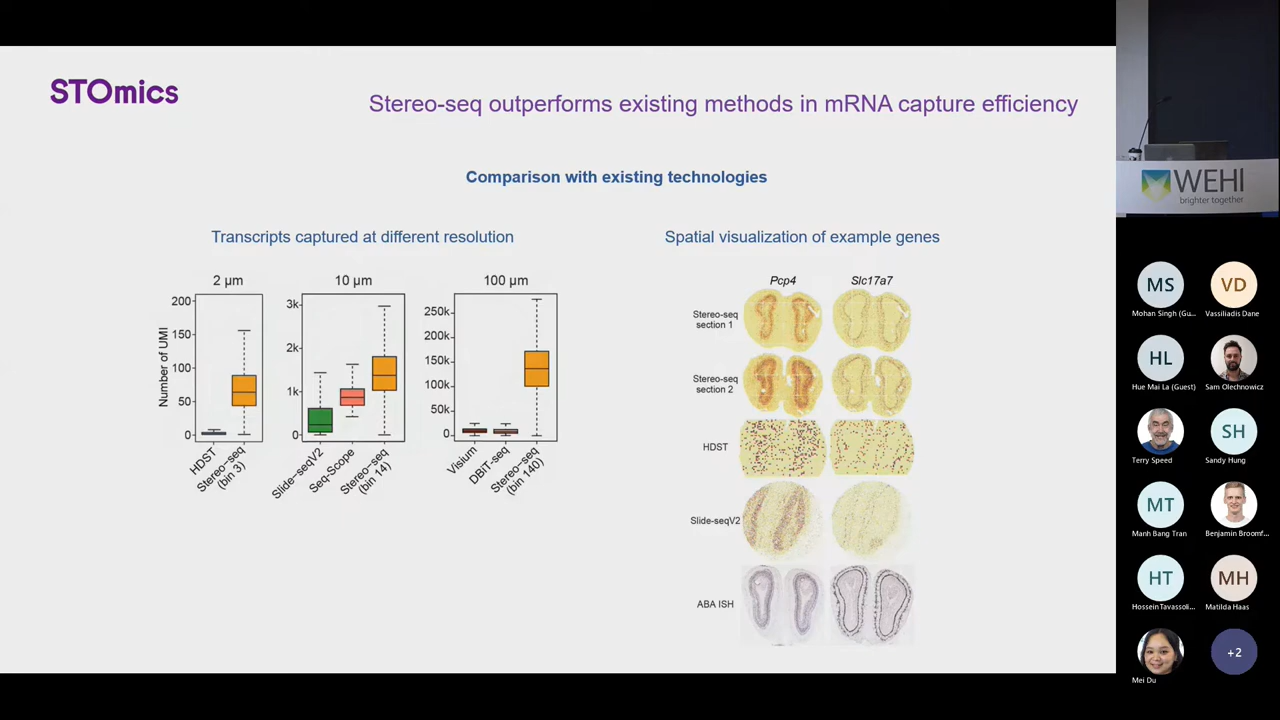 STOmics
Stereo-seq outperforms existing methods in mRNA capture efficiency
Comparison with existing technologies
Transcripts captured at different resolution
Spatial visualization of example genes
2 μm
10 μm
100 μm
Number of UMI
200
150
100
50
0
3k
2k
1k
0
250k
200k
150k
100k
50k
0
HDST
Stereo-seq
(bin 3)
Slide-seqV2
Seq-Scope
Stereo-seq
(bin 14)
Visium
DBiT-seq
Stereo-seq
(bin 140)
Pcp4
Slc17a7
Stereo-seq
section 1
Stereo-seq
section 2
HDST
Slide-seqV2
ABA ISH
WEHI
brighter together
MS
Mohan Singh (Gu...
VD
Vassiliadis Dane
HL
Hue Mai La (Guest)
Sam Olechnowicz
Terry Speed
SH
Sandy Hung
MT
Manh Bang Tran
Benjamin Broomf...
HT
Hossein Tavassoli...
MH
Matilda Haas
Mei Du
+2